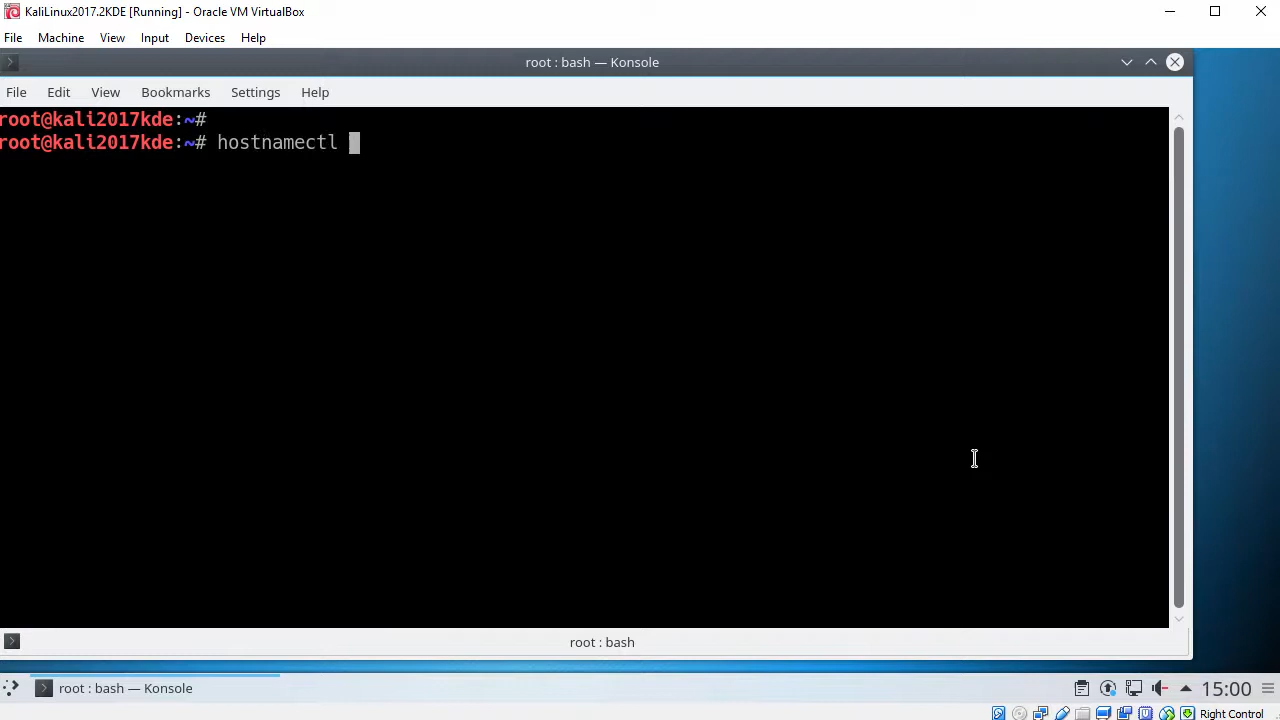 KaliLinux2017.2KDE [Running] - Oracle VM VirtualBox
File Machine View Input Devices Help
root : bash — Konsole
File Edit View Bookmarks Settings Help
root@kali2017kde:~#
root@kali2017kde:~# hostnamectl
root : bash
root : bash — Konsole 15:00
Right Control